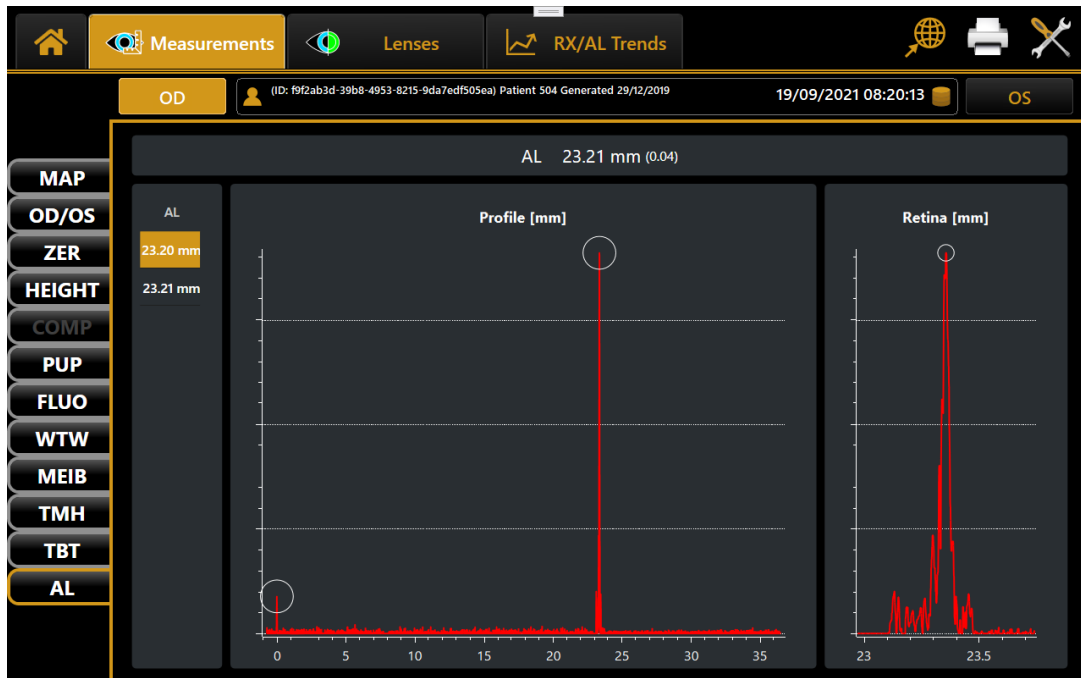 Measurements
Lenses
RX/AL Trends
OD
(ID: f9f2ab3d-39b8-4953-8215-9da7edf505ea) Patient 504 Generated 29/12/2019
19/09/2021 08:20:13
OS
AL 23.21 mm (0.04)
MAP
OD/OS
ZER
HEIGHT
COMP
PUP
FLUO
WTW
MEIB
TMH
TBT
AL
AL
23.20 mm
23.21 mm
Profile [mm]
0 5 10 15 20 25 30 35
Retina [mm]
23 23.5